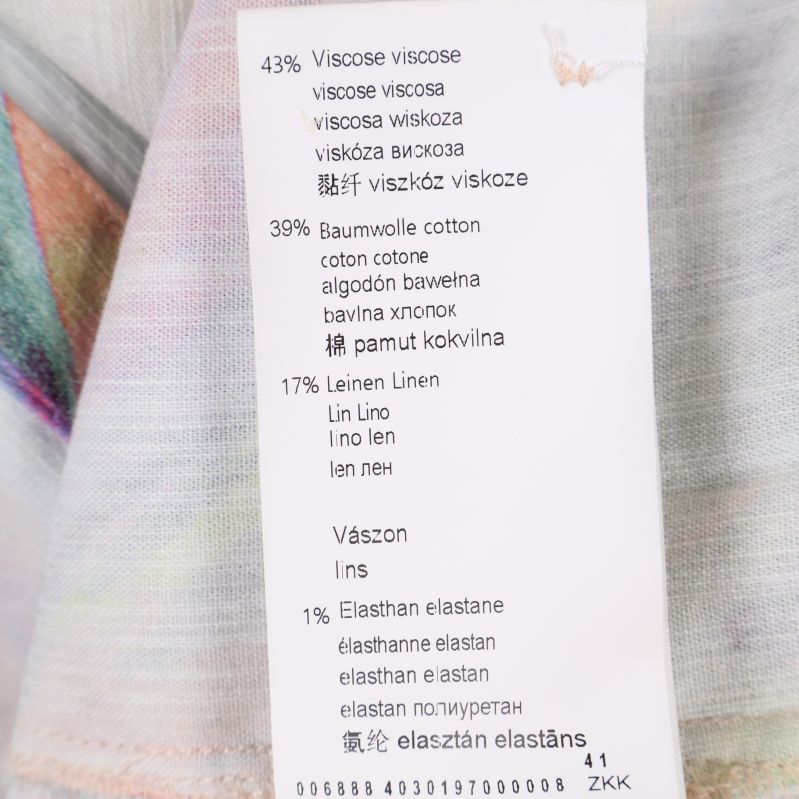 43% Viscose viscose
viscose viscosa
viscosa wiskoza
viskóza вискоза
黏纤 viszkóz viskoze
39% Baumwolle cotton
coton cotone
algodón bawełna
bavlna хлопок
棉 pamut kokvilna
17% Leinen Linen
Lin Lino
lino len
len лен
Vászon
lins
1% Elasthan elastane
élasthanne elastan
elasthan elastan
elastan полиуретан
氨纶 elasztán elastāns
41
006888 4030197000008 ZKK